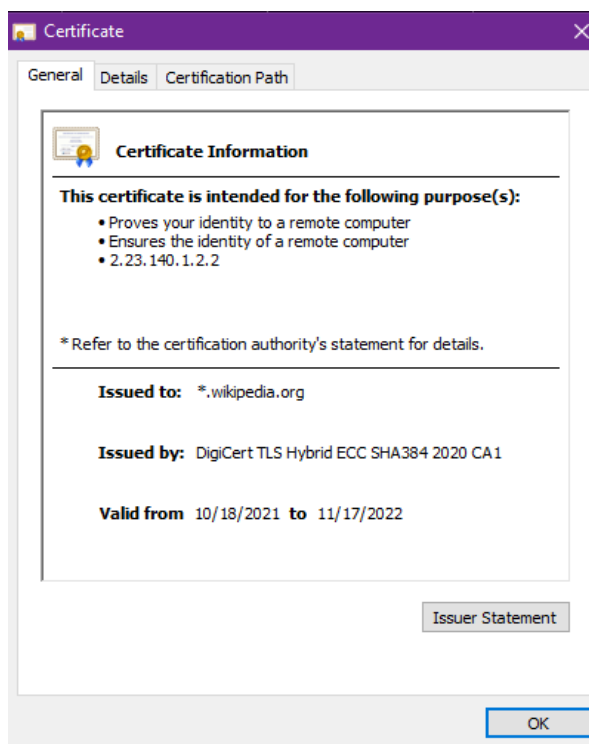 Certificate
General Details Certification Path
Certificate Information
This certificate is intended for the following purpose(s):
• Proves your identity to a remote computer
• Ensures the identity of a remote computer
• 2.23.140.1.2.2
* Refer to the certification authority's statement for details.
Issued to: *.wikipedia.org
Issued by: DigiCert TLS Hybrid ECC SHA384 2020 CA1
Valid from 10/18/2021 to 11/17/2022
Issuer Statement
OK